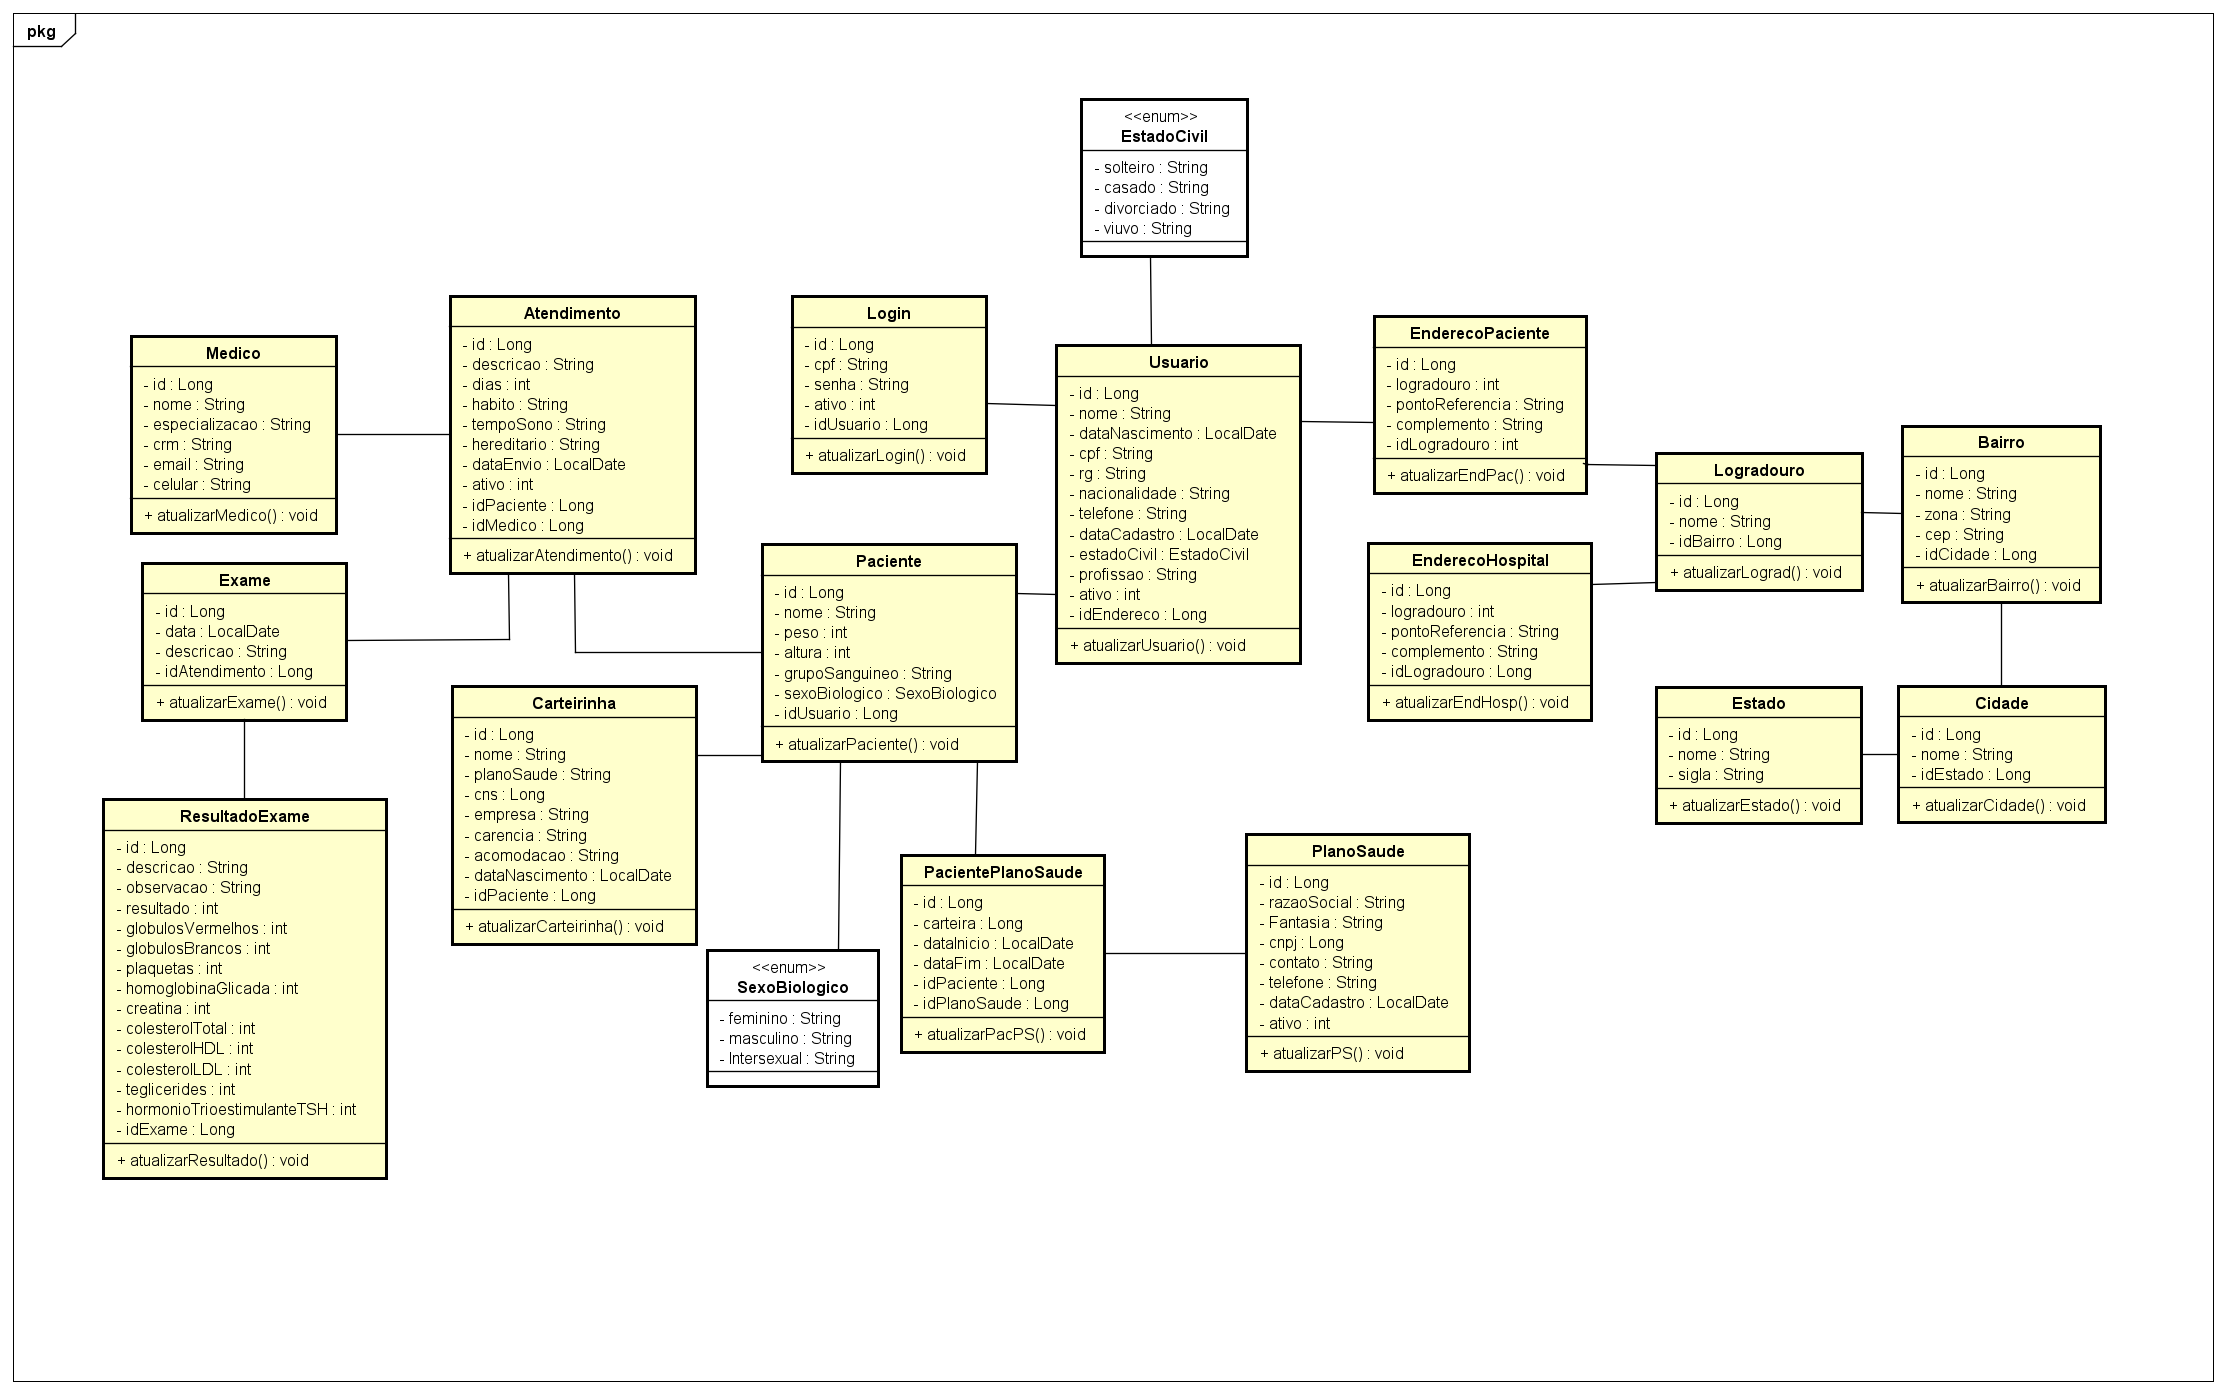 pkg
<<enum>>
EstadoCivil
- solteiro : String
- casado : String
- divorciado : String
- viuvo : String
Medico
- id : Long
- nome : String
- especializacao : String
- crm : String
- email : String
- celular : String
+ atualizarMedico() : void
Atendimento
- id : Long
- descricao : String
- dias : int
- habito : String
- tempoSono : String
- hereditario : String
- dataEnvio : LocalDate
- ativo : int
- idPaciente : Long
- idMedico : Long
+ atualizarAtendimento() : void
Login
- id : Long
- cpf : String
- senha : String
- ativo : int
- idUsuario : Long
+ atualizarLogin() : void
Usuario
- id : Long
- nome : String
- dataNascimento : LocalDate
- cpf : String
- rg : String
- nacionalidade : String
- telefone : String
- dataCadastro : LocalDate
- estadoCivil : EstadoCivil
- profissao : String
- ativo : int
- idEndereco : Long
+ atualizarUsuario() : void
EnderecoPaciente
- id : Long
- logradouro : int
- pontoReferencia : String
- complemento : String
- idLogradouro : int
+ atualizarEndPac() : void
Logradouro
- id : Long
- nome : String
- idBairro : Long
+ atualizarLograd() : void
Bairro
- id : Long
- nome : String
- zona : String
- cep : String
- idCidade : Long
+ atualizarBairro() : void
Exame
- id : Long
- data : LocalDate
- descricao : String
- idAtendimento : Long
+ atualizarExame() : void
Paciente
- id : Long
- nome : String
- peso : int
- altura : int
- grupoSanguineo : String
- sexoBiologico : SexoBiologico
- idUsuario : Long
+ atualizarPaciente() : void
EnderecoHospital
- id : Long
- logradouro : int
- pontoReferencia : String
- complemento : String
- idLogradouro : Long
+ atualizarEndHosp() : void
Carteirinha
- id : Long
- nome : String
- planoSaude : String
- cns : Long
- empresa : String
- carencia : String
- acomodacao : String
- dataNascimento : LocalDate
- idPaciente : Long
+ atualizarCarteirinha() : void
Estado
- id : Long
- nome : String
- sigla : String
+ atualizarEstado() : void
Cidade
- id : Long
- nome : String
- idEstado : Long
+ atualizarCidade() : void
ResultadoExame
- id : Long
- descricao : String
- observacao : String
- resultado : int
- globulosVermelhos : int
- globulosBrancos : int
- plaquetas : int
- homoglobinaGlicada : int
- creatina : int
- colesterolTotal : int
- colesterolHDL : int
- colesterolLDL : int
- teglicerides : int
- hormonioTrioestimulanteTSH : int
- idExame : Long
+ atualizarResultado() : void
<<enum>>
SexoBiologico
- feminino : String
- masculino : String
- Intersexual : String
PacientePlanoSaude
- id : Long
- carteira : Long
- dataInicio : LocalDate
- dataFim : LocalDate
- idPaciente : Long
- idPlanoSaude : Long
+ atualizarPacPS() : void
PlanoSaude
- id : Long
- razaoSocial : String
- Fantasia : String
- cnpj : Long
- contato : String
- telefone : String
- dataCadastro : LocalDate
- ativo : int
+ atualizarPS() : void